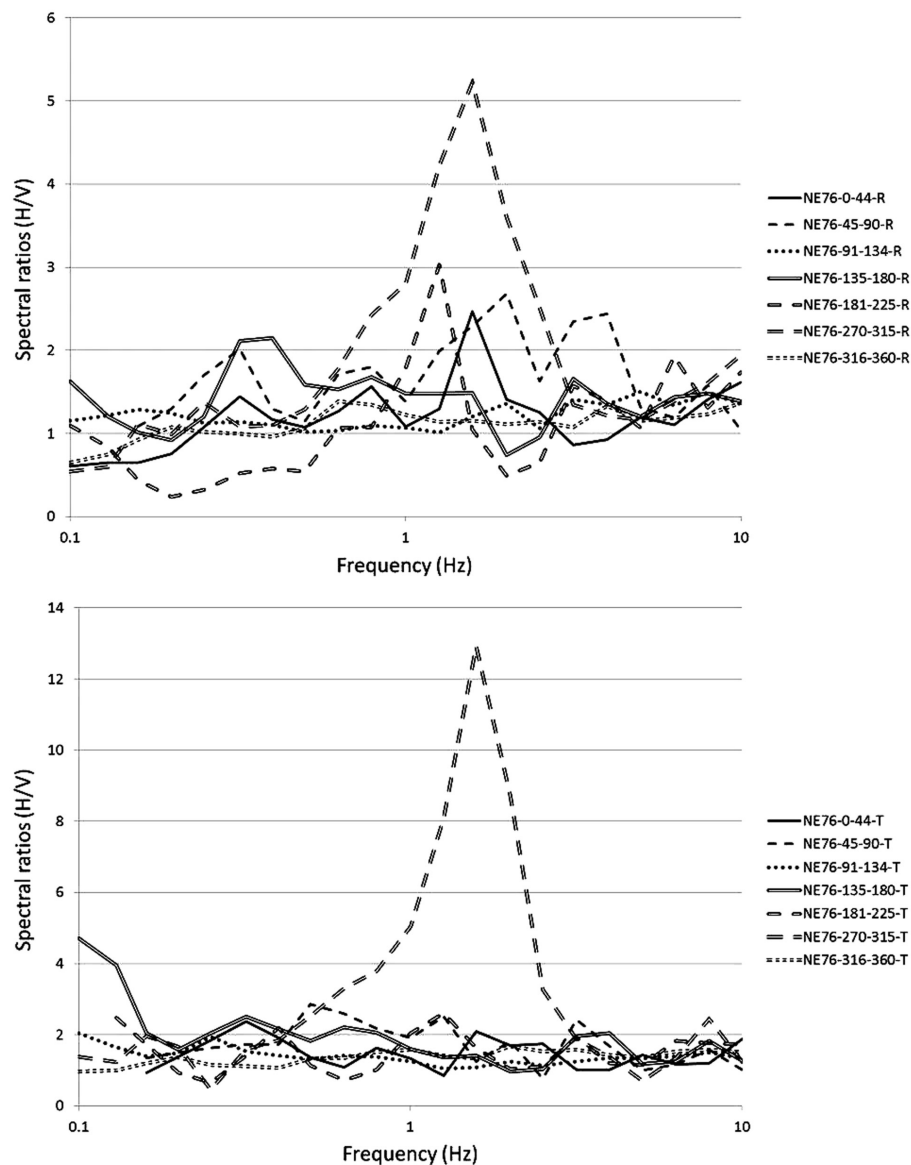 6
5
4
3
2
1
0
0.1
1
10
Spectral ratios (H/V)
Frequency (Hz)
NE76-0-44-R
NE76-45-90-R
NE76-91-134-R
NE76-135-180-R
NE76-181-225-R
NE76-270-315-R
NE76-316-360-R
14
12
10
8
6
4
2
0
0.1
1
10
Spectral ratios (H/V)
Frequency (Hz)
NE76-0-44-T
NE76-45-90-T
NE76-91-134-T
NE76-135-180-T
NE76-181-225-T
NE76-270-315-T
NE76-316-360-T